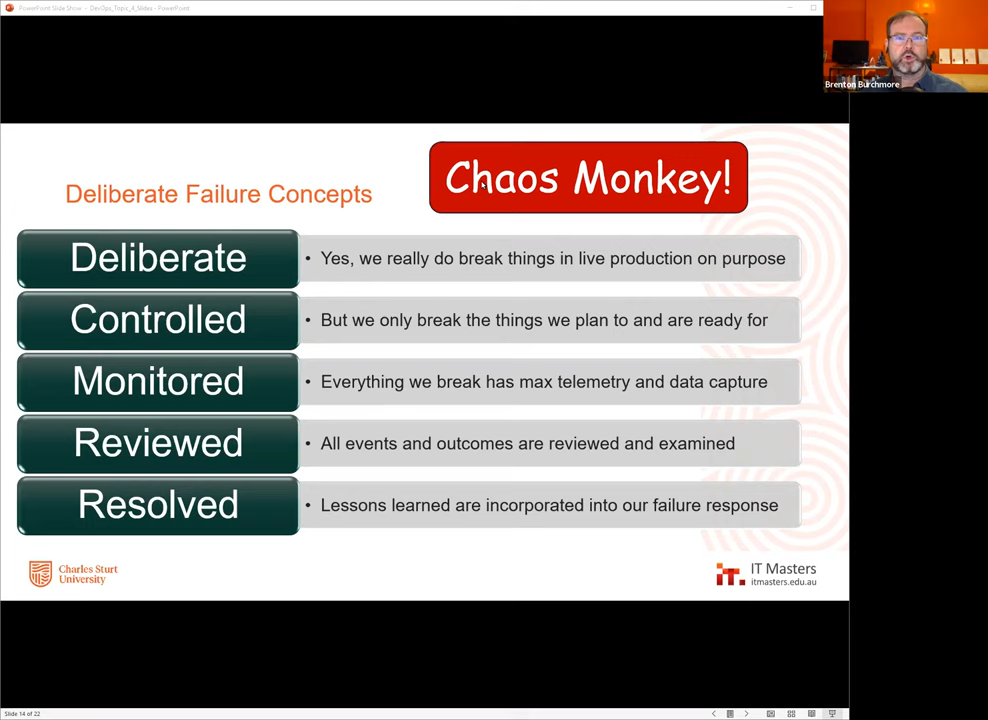 PowerPoint Slide Show - DevOps_Topic_4_Slides - PowerPoint
Brenton Burchmore
Chaos Monkey!
Deliberate Failure Concepts
Deliberate
• Yes, we really do break things in live production on purpose
Controlled
• But we only break the things we plan to and are ready for
Monitored
• Everything we break has max telemetry and data capture
Reviewed
• All events and outcomes are reviewed and examined
Resolved
• Lessons learned are incorporated into our failure response
Charles Sturt
University
IT Masters
itmasters.edu.au
Slide 14 of 22